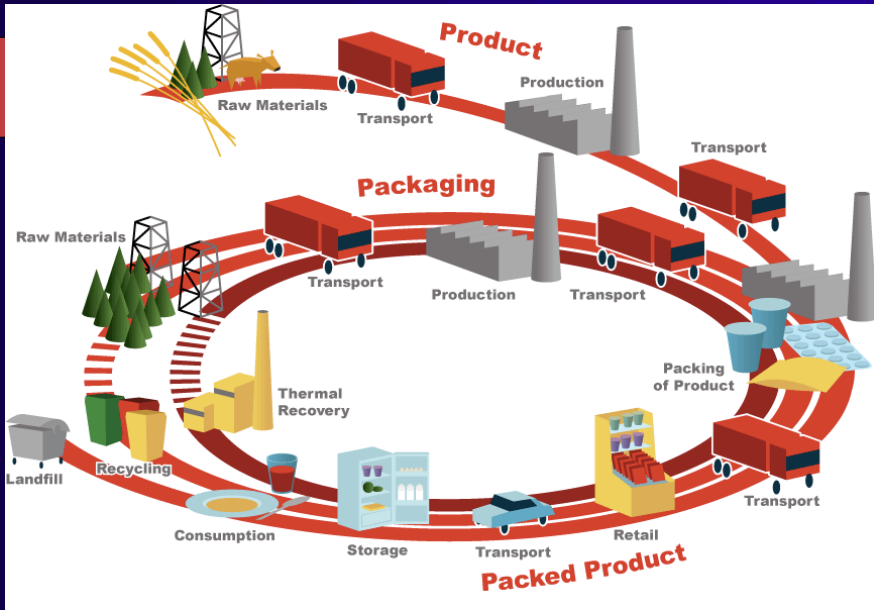 Product
Production
Raw Materials
Transport
Transport
Packaging
Raw Materials
Transport
Production
Transport
Packing
of Product
Thermal
Recovery
Landfill
Recycling
Consumption
Storage
Transport
Retail
Transport
Packed Product